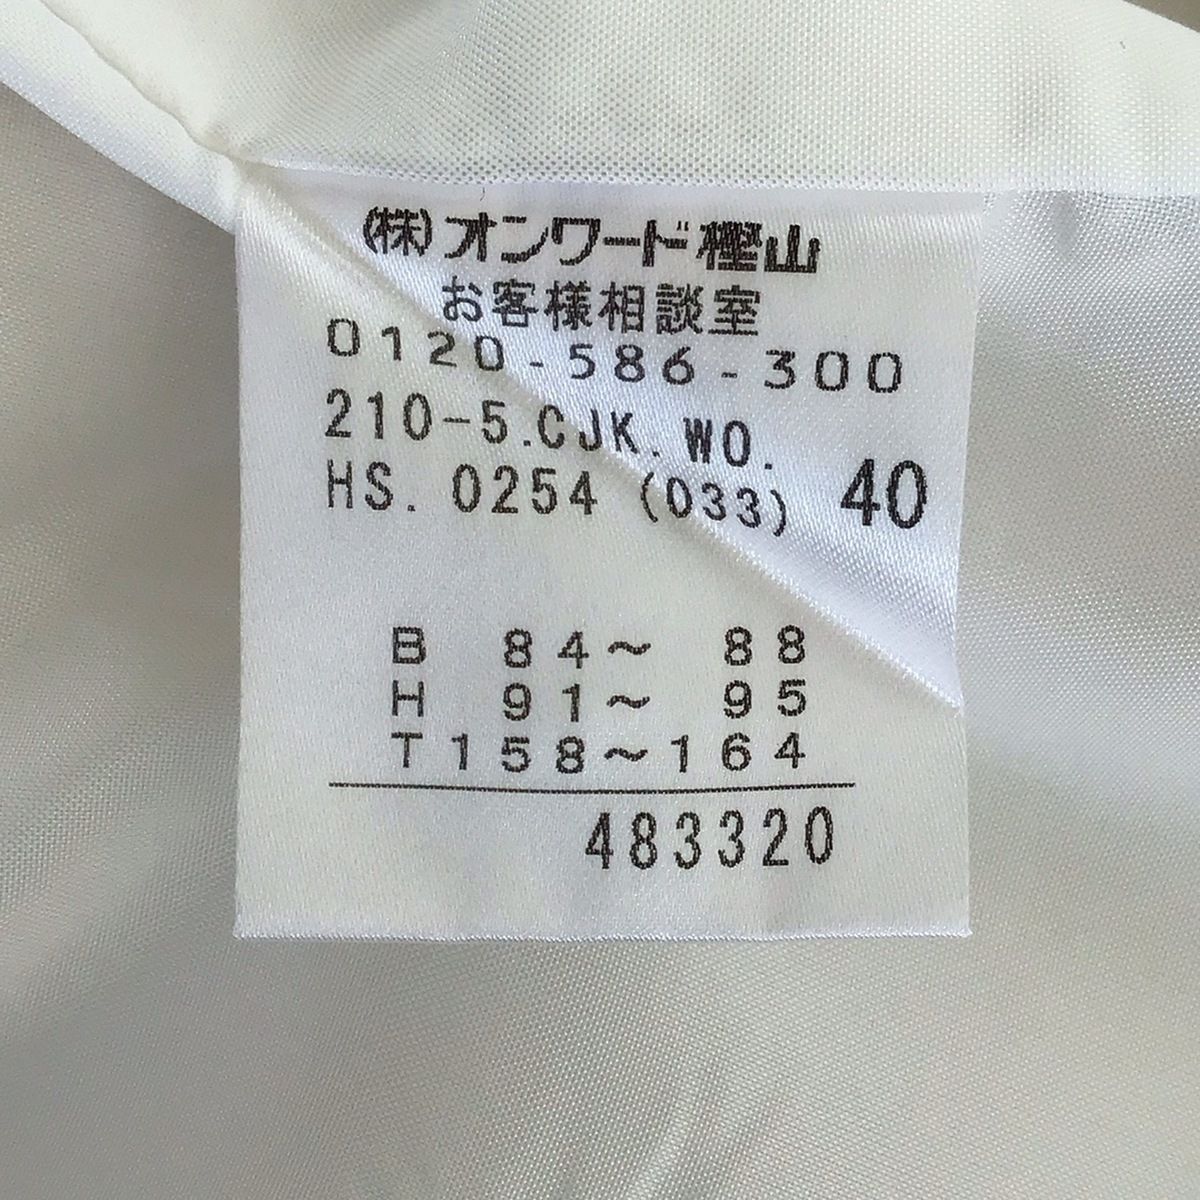 (株)オンワード樫山
お客様相談室
0120-586-300
210-5.CJK.WO.
HS. 0254 (033) 40
B 84〜 88
H 91〜 95
T158〜164
483320